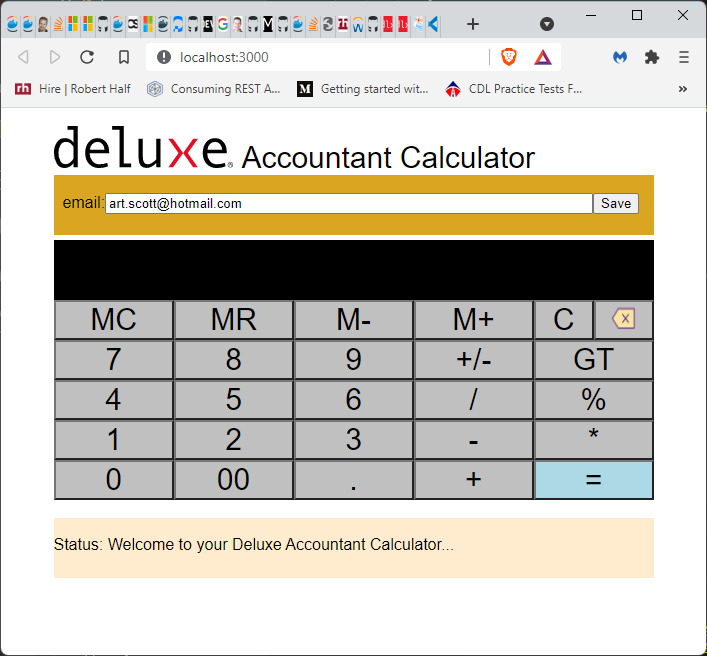 localhost:3000
rh Hire | Robert Half Consuming REST A... M Getting started wit... CDL Practice Tests F... »
deluxe® Accountant Calculator
email: art.scott@hotmail.com Save
MC MR M- M+ C x
7 8 9 +/- GT
4 5 6 / %
1 2 3 - *
0 00 . + =
Status: Welcome to your Deluxe Accountant Calculator...